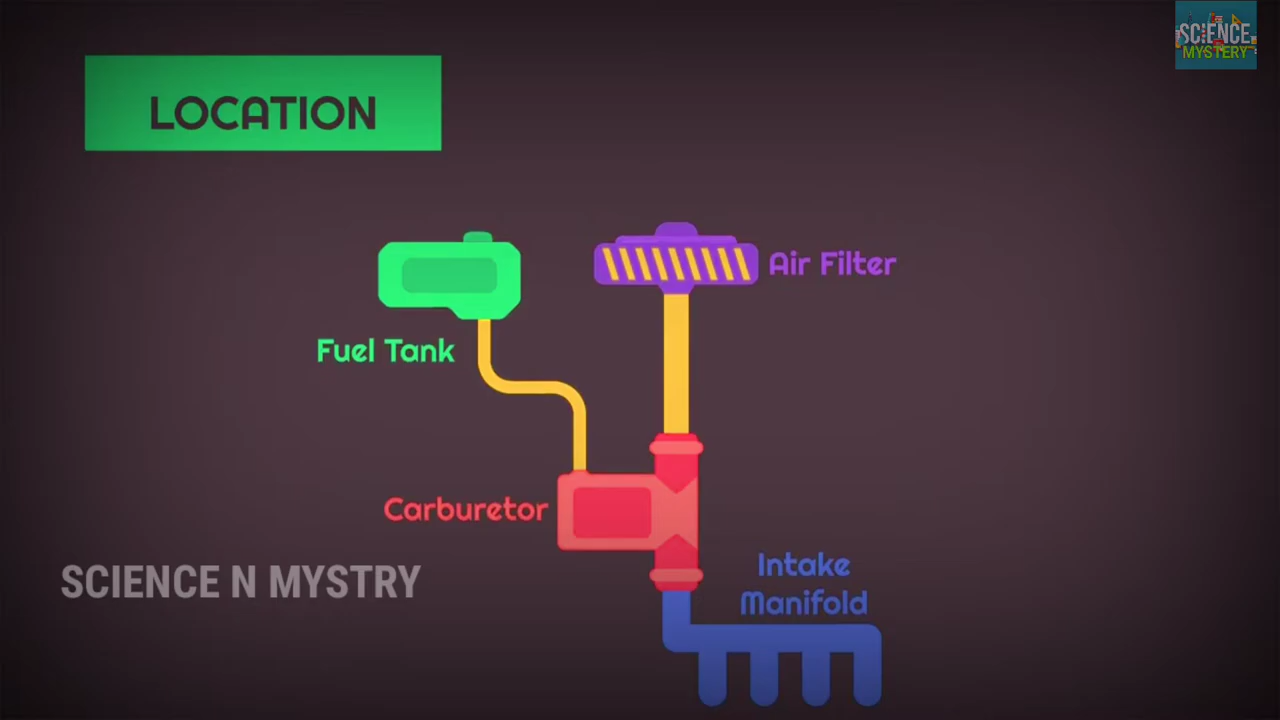 SCIENCE
MYSTERY
LOCATION
Air Filter
Fuel Tank
Carburetor
Intake
Manifold
SCIENCE N MYSTRY